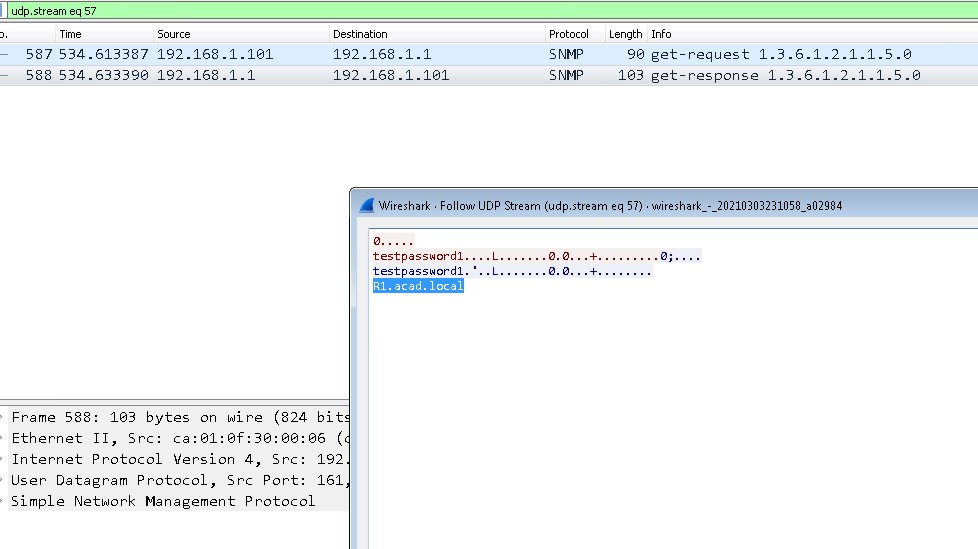 udp.stream eq 57
o. Time Source Destination Protocol Length Info
587 534.613387 192.168.1.101 192.168.1.1 SNMP 90 get-request 1.3.6.1.2.1.1.5.0
588 534.633390 192.168.1.1 192.168.1.101 SNMP 103 get-response 1.3.6.1.2.1.1.5.0
Wireshark · Follow UDP Stream (udp.stream eq 57) · wireshark_-_20210303231058_a02984
0.....
testpassword1....L.......0.0...+.........0;....
testpassword1.'..L.......0.0...+........
R1.acad.local
Frame 588: 103 bytes on wire (824 bits
Ethernet II, Src: ca:01:0f:30:00:06 (c
Internet Protocol Version 4, Src: 192.
User Datagram Protocol, Src Port: 161,
Simple Network Management Protocol